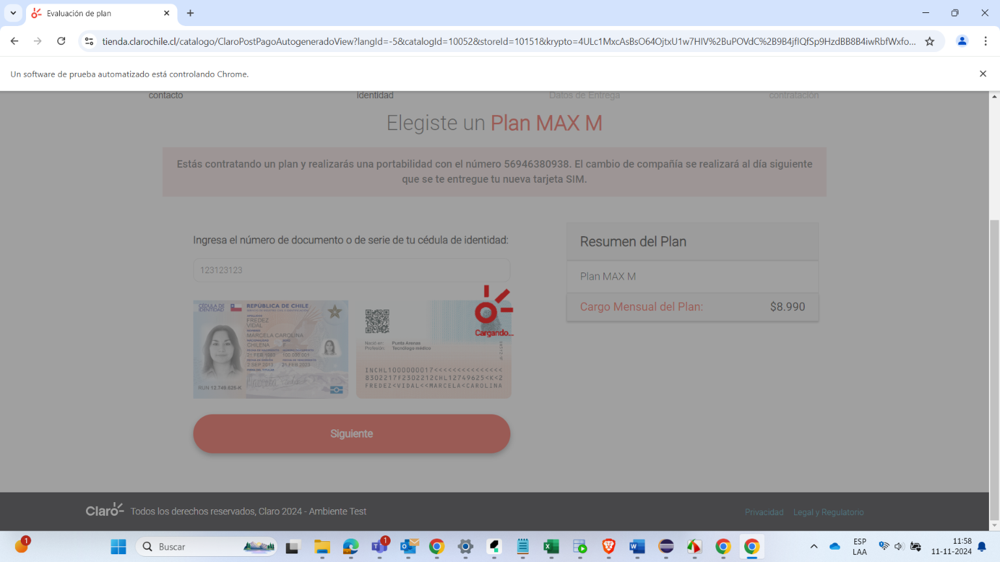 Evaluación de plan
tienda.clarochile.cl/catalogo/ClaroPostPagoAutogeneradoView?langId=-5&catalogId=10052&storeId=10151&krypto=4ULc1MxcAsBsO64OjtxU1w7HIV%2BuPOVdC%2B9B4jfIQfSp9HzdBB8B4iwRbfWxfo...
Un software de prueba automatizado está controlando Chrome.
contacto identidad Datos de Entrega contratación
Elegiste un Plan MAX M
Estás contratando un plan y realizarás una portabilidad con el número 56946380938. El cambio de compañía se realizará al día siguiente
que se te entregue tu nueva tarjeta SIM.
Ingresa el número de documento o de serie de tu cédula de identidad:
123123123
CÉDULA DE
IDENTIDAD
REPÚBLICA DE CHILE
FREDEZ
VIDAL
MARCELA CAROLINA
CHILENA
21 FEB 1983 100.000.001
2 SEP 2013 21 FEB 2023
RUN 12.749.625-K
Nació en: Punta Arenas
Profesión: Tecnólogo médico
INCHL1000000017<<<<<<<<<<<<<<<
8302217F2302212CHL12749625<K<2
FREDEZ<VIDAL<<MARCELA<CAROLINA
Cargando...
Siguiente
Resumen del Plan
Plan MAX M
Cargo Mensual del Plan: $8.990
Claro Todos los derechos reservados, Claro 2024 - Ambiente Test
Privacidad Legal y Regulatorio
1
Buscar
1
ESP
LAA
11:58
11-11-2024